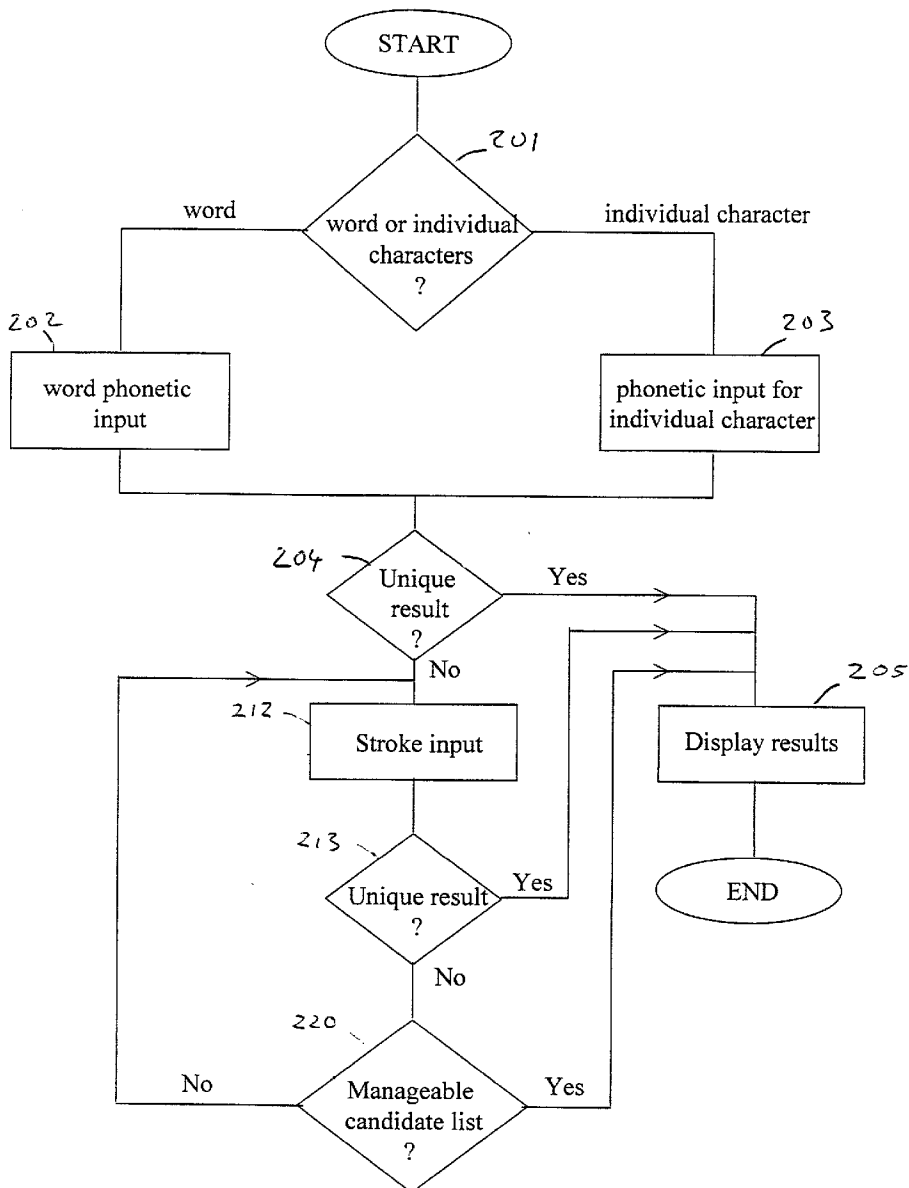 START
201
word
word or individual
characters
?
individual character
202
word phonetic
input
203
phonetic input for
individual character
204
Unique
result
?
Yes
No
212
Stroke input
205
Display results
213
Unique result
?
Yes
END
No
220
No
Manageable
candidate list
?
Yes